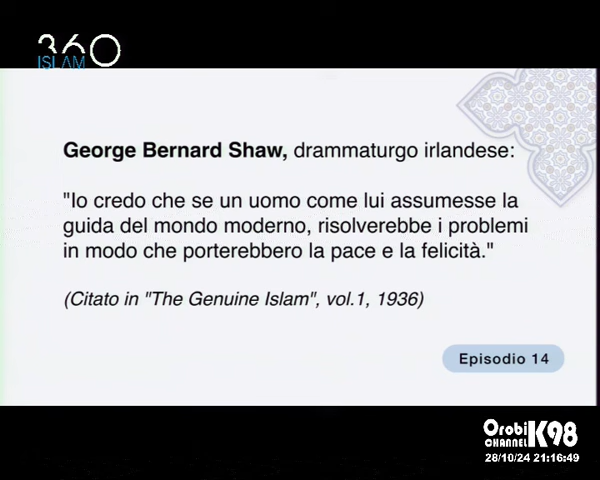 360
ISLAM
George Bernard Shaw, drammaturgo irlandese:
"Io credo che se un uomo come lui assumesse la
guida del mondo moderno, risolverebbe i problemi
in modo che porterebbero la pace e la felicità."
(Citato in "The Genuine Islam", vol.1, 1936)
Episodio 14
Orobi
CHANNEL K98
28/10/24 21:16:49